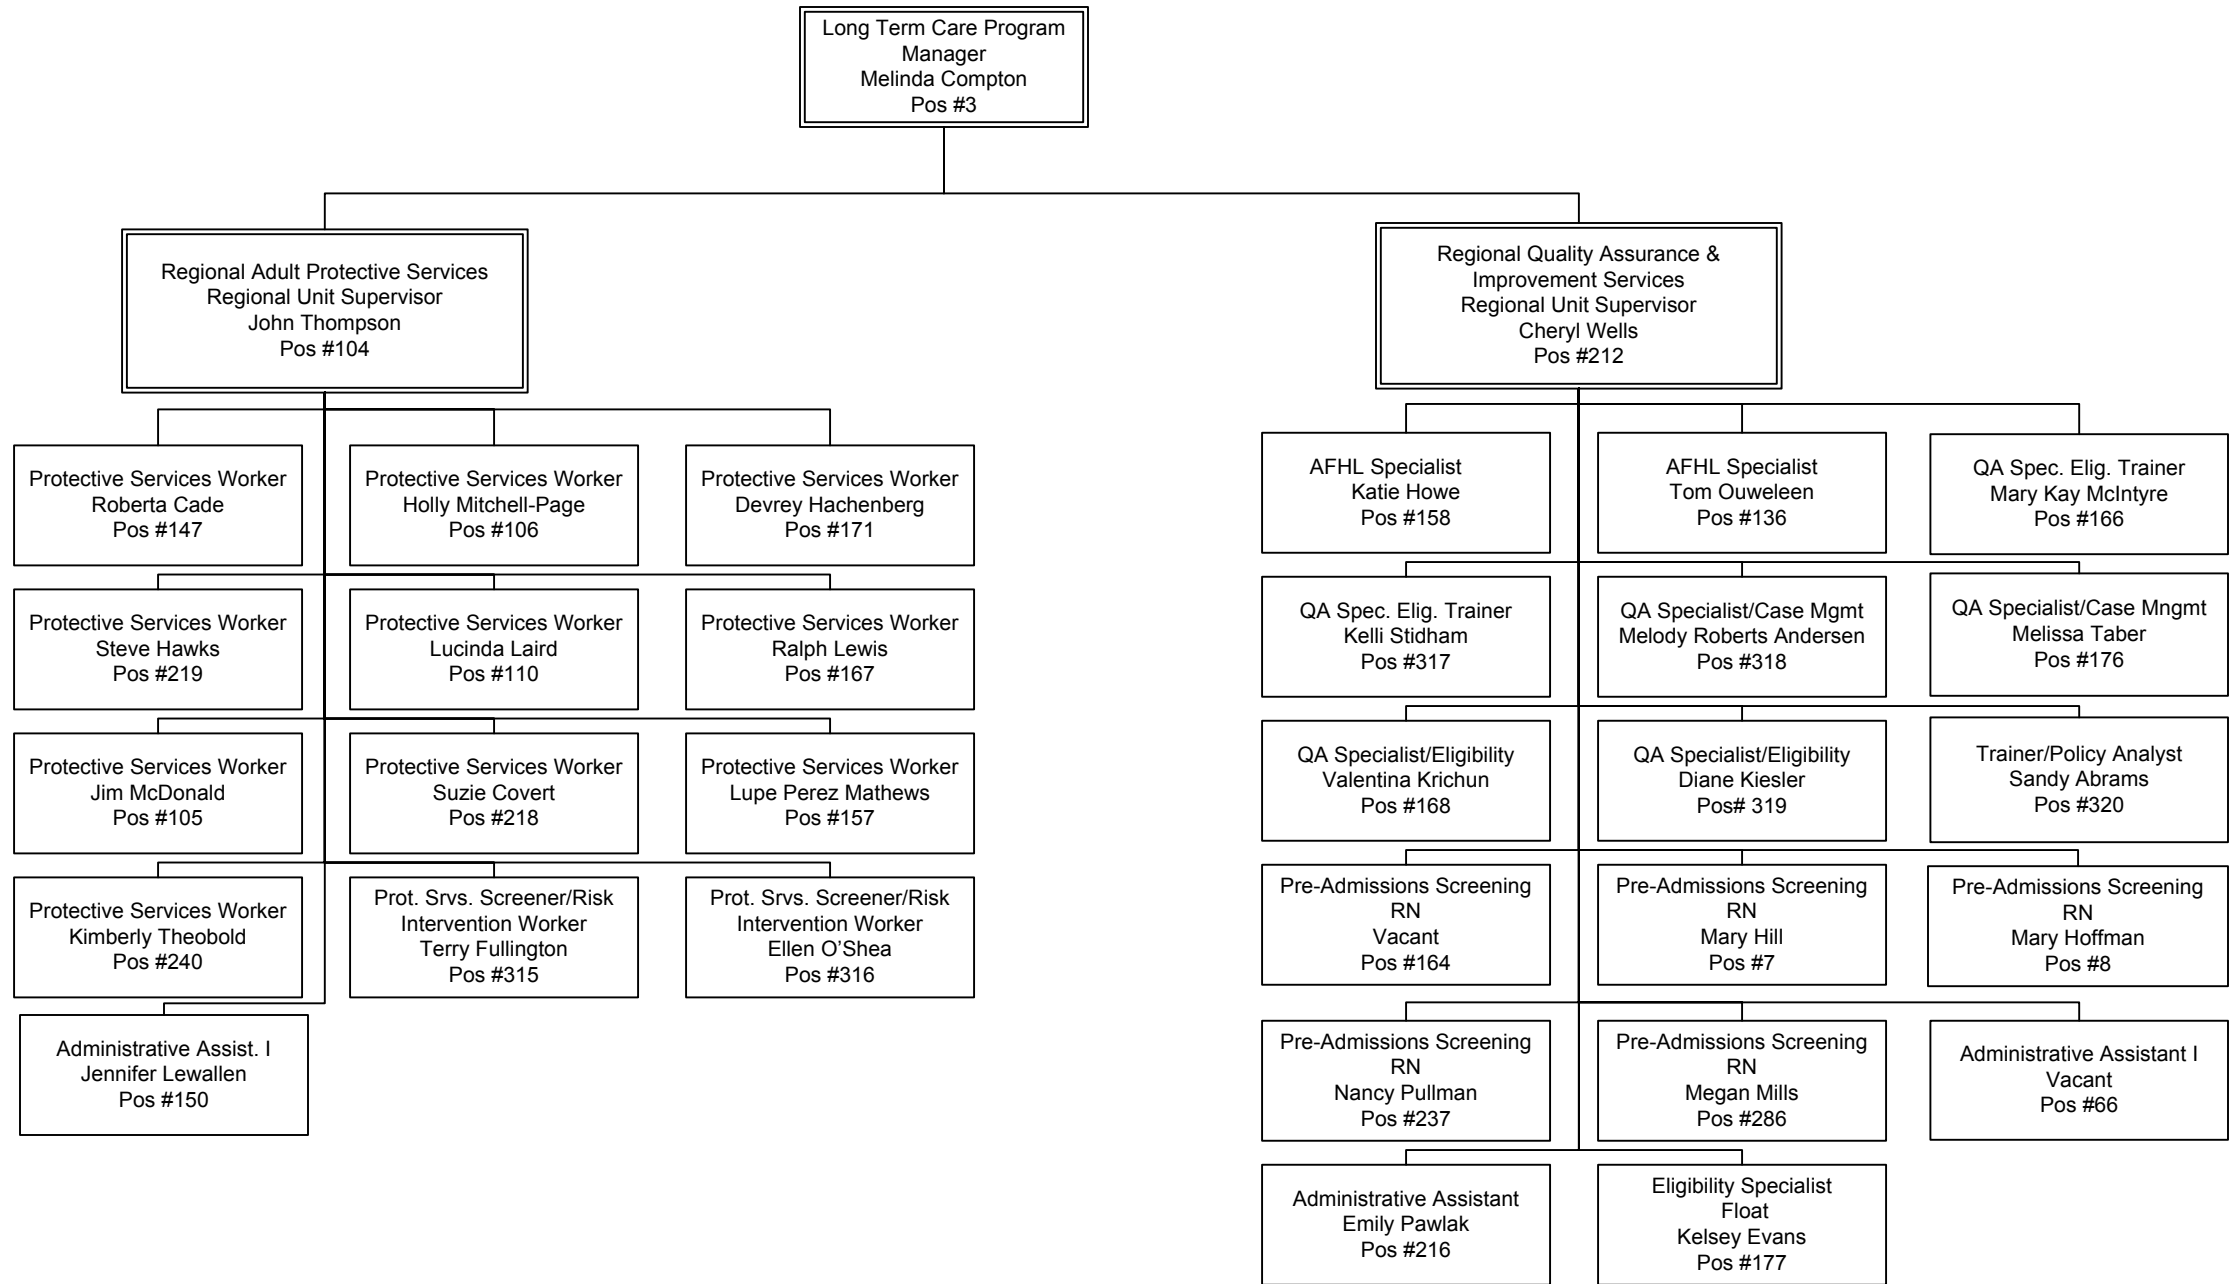 Long Term Care Program
Manager
Melinda Compton
Pos #3
Regional Adult Protective Services
Regional Unit Supervisor
John Thompson
Pos #104
Regional Quality Assurance &
Improvement Services
Regional Unit Supervisor
Cheryl Wells
Pos #212
Protective Services Worker
Roberta Cade
Pos #147
Protective Services Worker
Holly Mitchell-Page
Pos #106
Protective Services Worker
Devrey Hachenberg
Pos #171
Protective Services Worker
Steve Hawks
Pos #219
Protective Services Worker
Lucinda Laird
Pos #110
Protective Services Worker
Ralph Lewis
Pos #167
Protective Services Worker
Jim McDonald
Pos #105
Protective Services Worker
Suzie Covert
Pos #218
Protective Services Worker
Lupe Perez Mathews
Pos #157
Protective Services Worker
Kimberly Theobold
Pos #240
Prot. Srvs. Screener/Risk
Intervention Worker
Terry Fullington
Pos #315
Prot. Srvs. Screener/Risk
Intervention Worker
Ellen O’Shea
Pos #316
Administrative Assist. I
Jennifer Lewallen
Pos #150
AFHL Specialist
Katie Howe
Pos #158
AFHL Specialist
Tom Ouweleen
Pos #136
QA Spec. Elig. Trainer
Mary Kay McIntyre
Pos #166
QA Spec. Elig. Trainer
Kelli Stidham
Pos #317
QA Specialist/Case Mgmt
Melody Roberts Andersen
Pos #318
QA Specialist/Case Mngmt
Melissa Taber
Pos #176
QA Specialist/Eligibility
Valentina Krichun
Pos #168
QA Specialist/Eligibility
Diane Kiesler
Pos# 319
Trainer/Policy Analyst
Sandy Abrams
Pos #320
Pre-Admissions Screening
RN
Vacant
Pos #164
Pre-Admissions Screening
RN
Mary Hill
Pos #7
Pre-Admissions Screening
RN
Mary Hoffman
Pos #8
Pre-Admissions Screening
RN
Nancy Pullman
Pos #237
Pre-Admissions Screening
RN
Megan Mills
Pos #286
Administrative Assistant I
Vacant
Pos #66
Administrative Assistant
Emily Pawlak
Pos #216
Eligibility Specialist
Float
Kelsey Evans
Pos #177